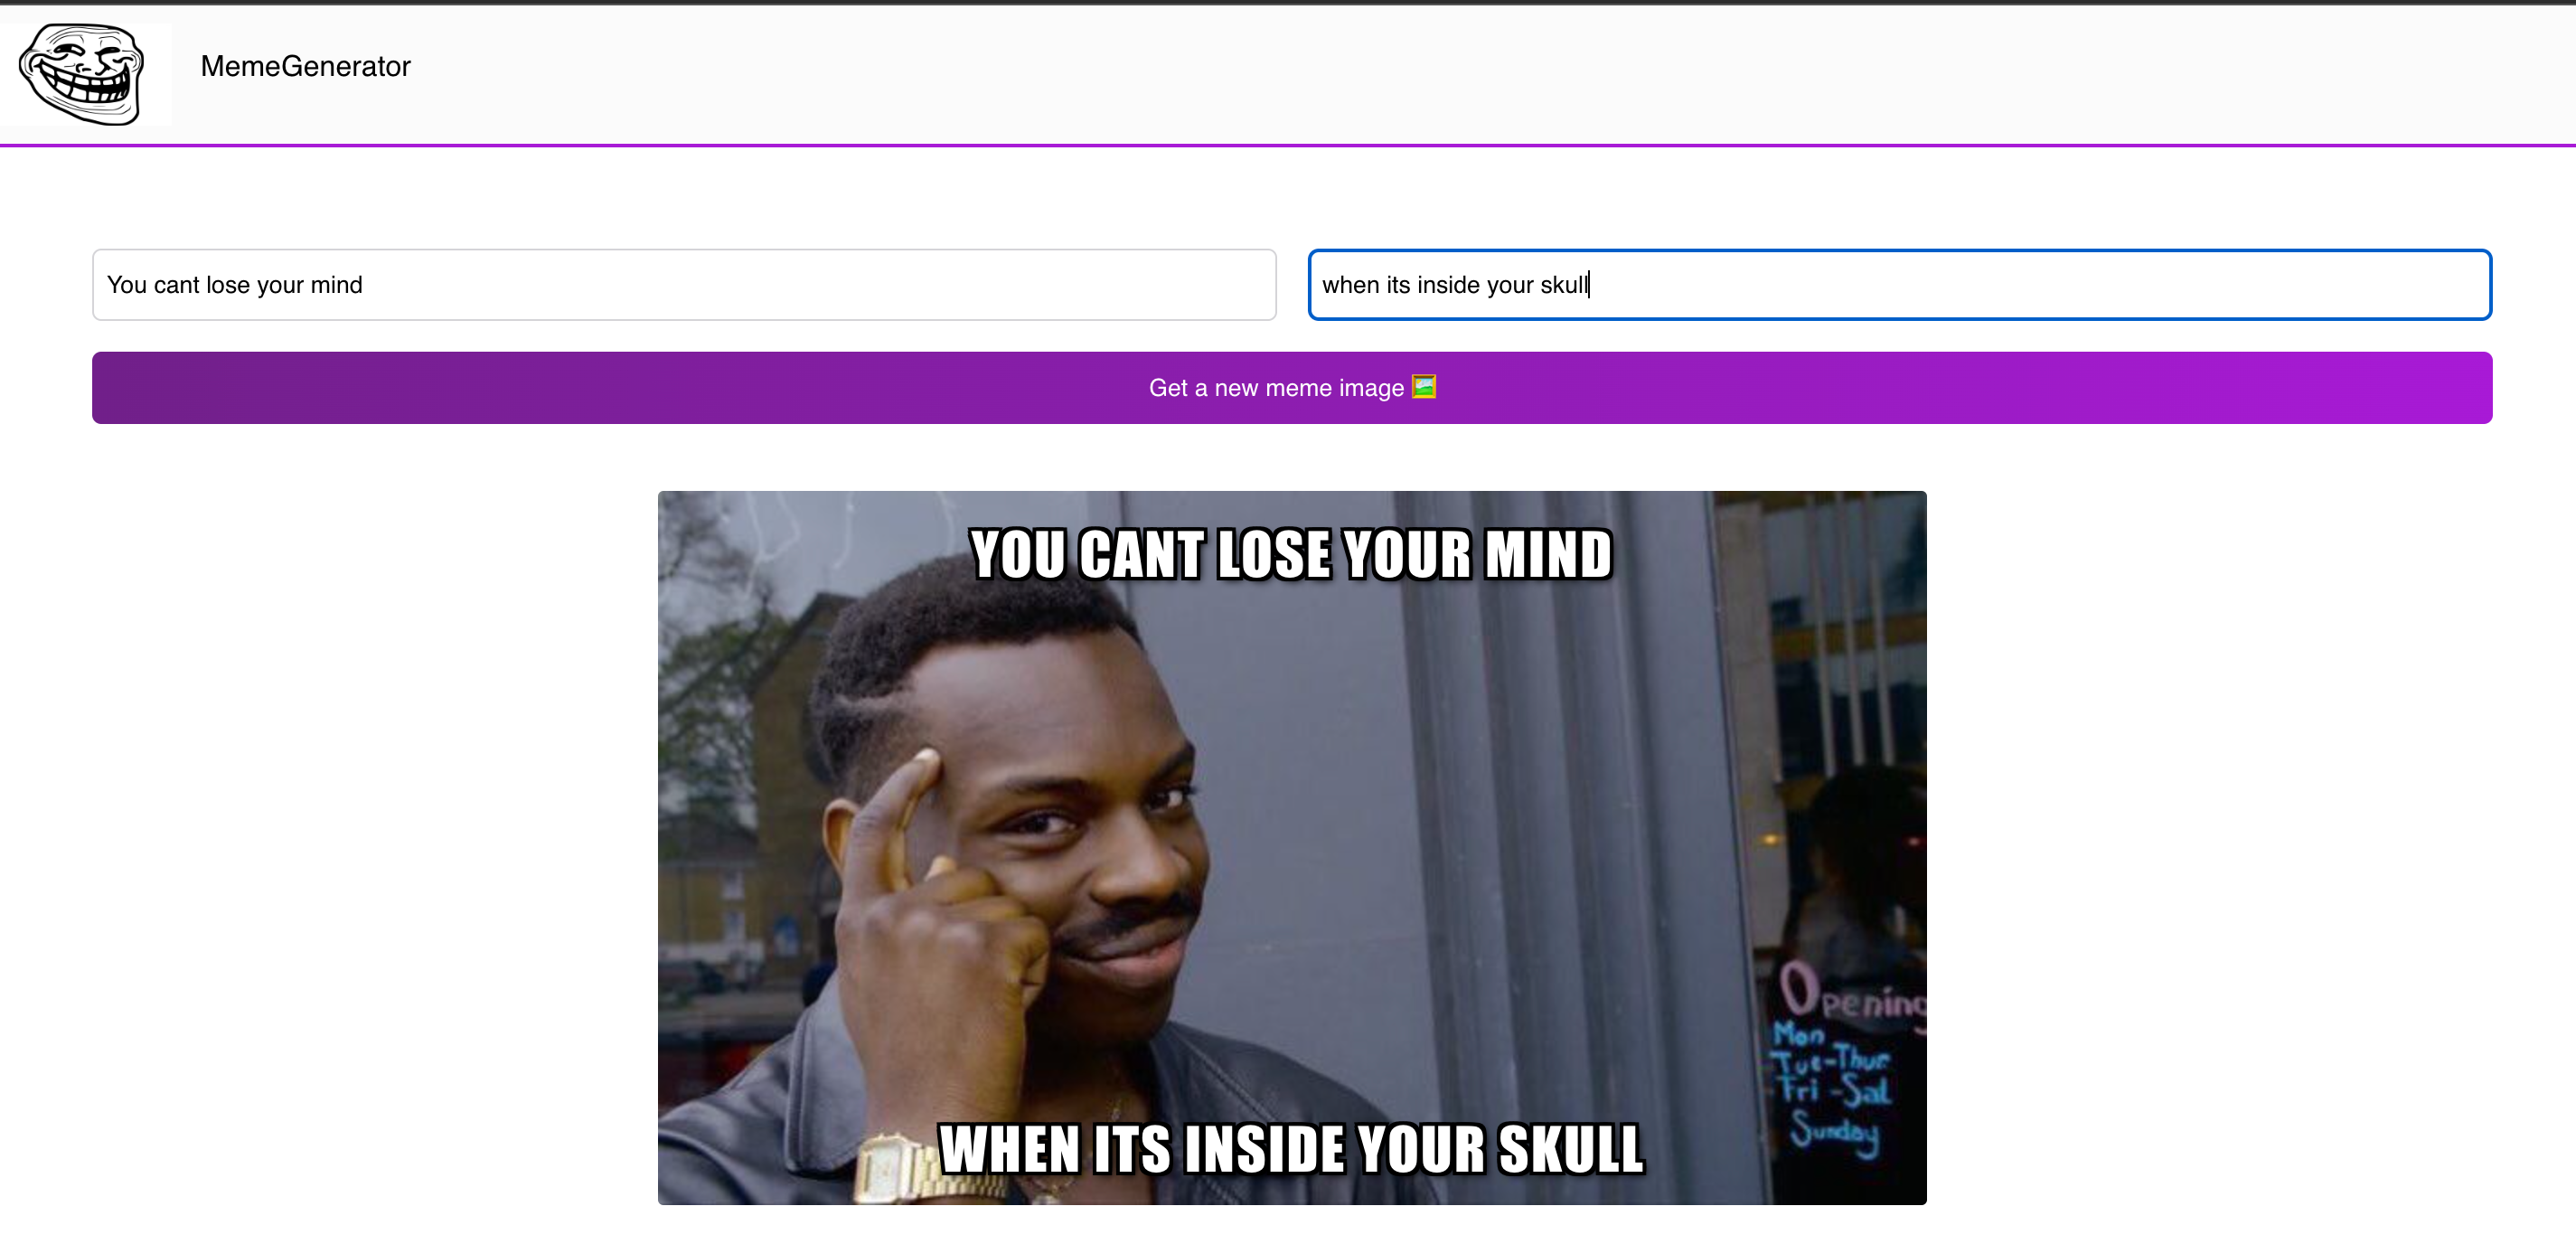 MemeGenerator
You cant lose your mind
when its inside your skull
Get a new meme image 🖼️
YOU CANT LOSE YOUR MIND
Opening
Mon
Tue-Thur
Fri -Sat
Sunday
WHEN ITS INSIDE YOUR SKULL